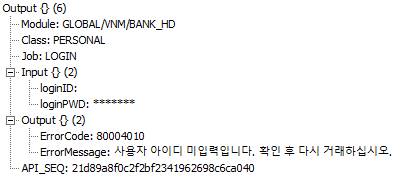 Output {} (6)
Module: GLOBAL/VNM/BANK_HD
Class: PERSONAL
Job: LOGIN
Input {} (2)
loginID:
loginPWD: *******
Output {} (2)
ErrorCode: 80004010
ErrorMessage: 사용자 아이디 미입력입니다. 확인 후 다시 거래하십시오.
API_SEQ: 21d89a8f0c2f2bf2341962698c6ca040